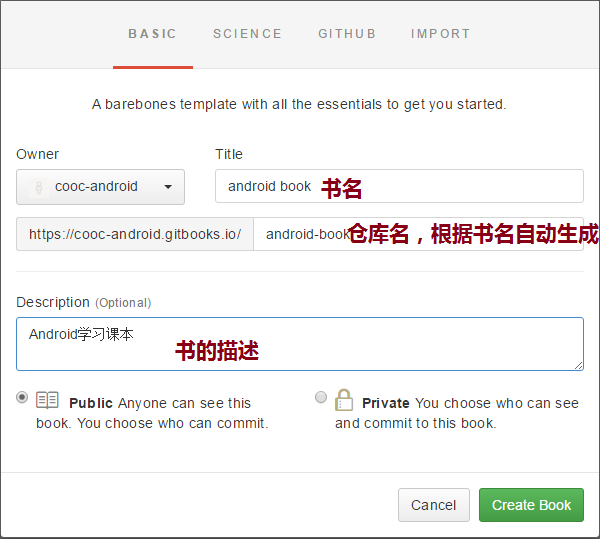 BASIC SCIENCE GITHUB IMPORT
A barebones template with all the essentials to get you started.
Owner Title
cooc-android android book 书名
https://cooc-android.gitbooks.io/ android-book 仓库名，根据书名自动生成
Description (Optional)
Android学习课本
书的描述
Public Anyone can see this
book. You choose who can commit.
Private You choose who can see
and commit to this book.
Cancel Create Book